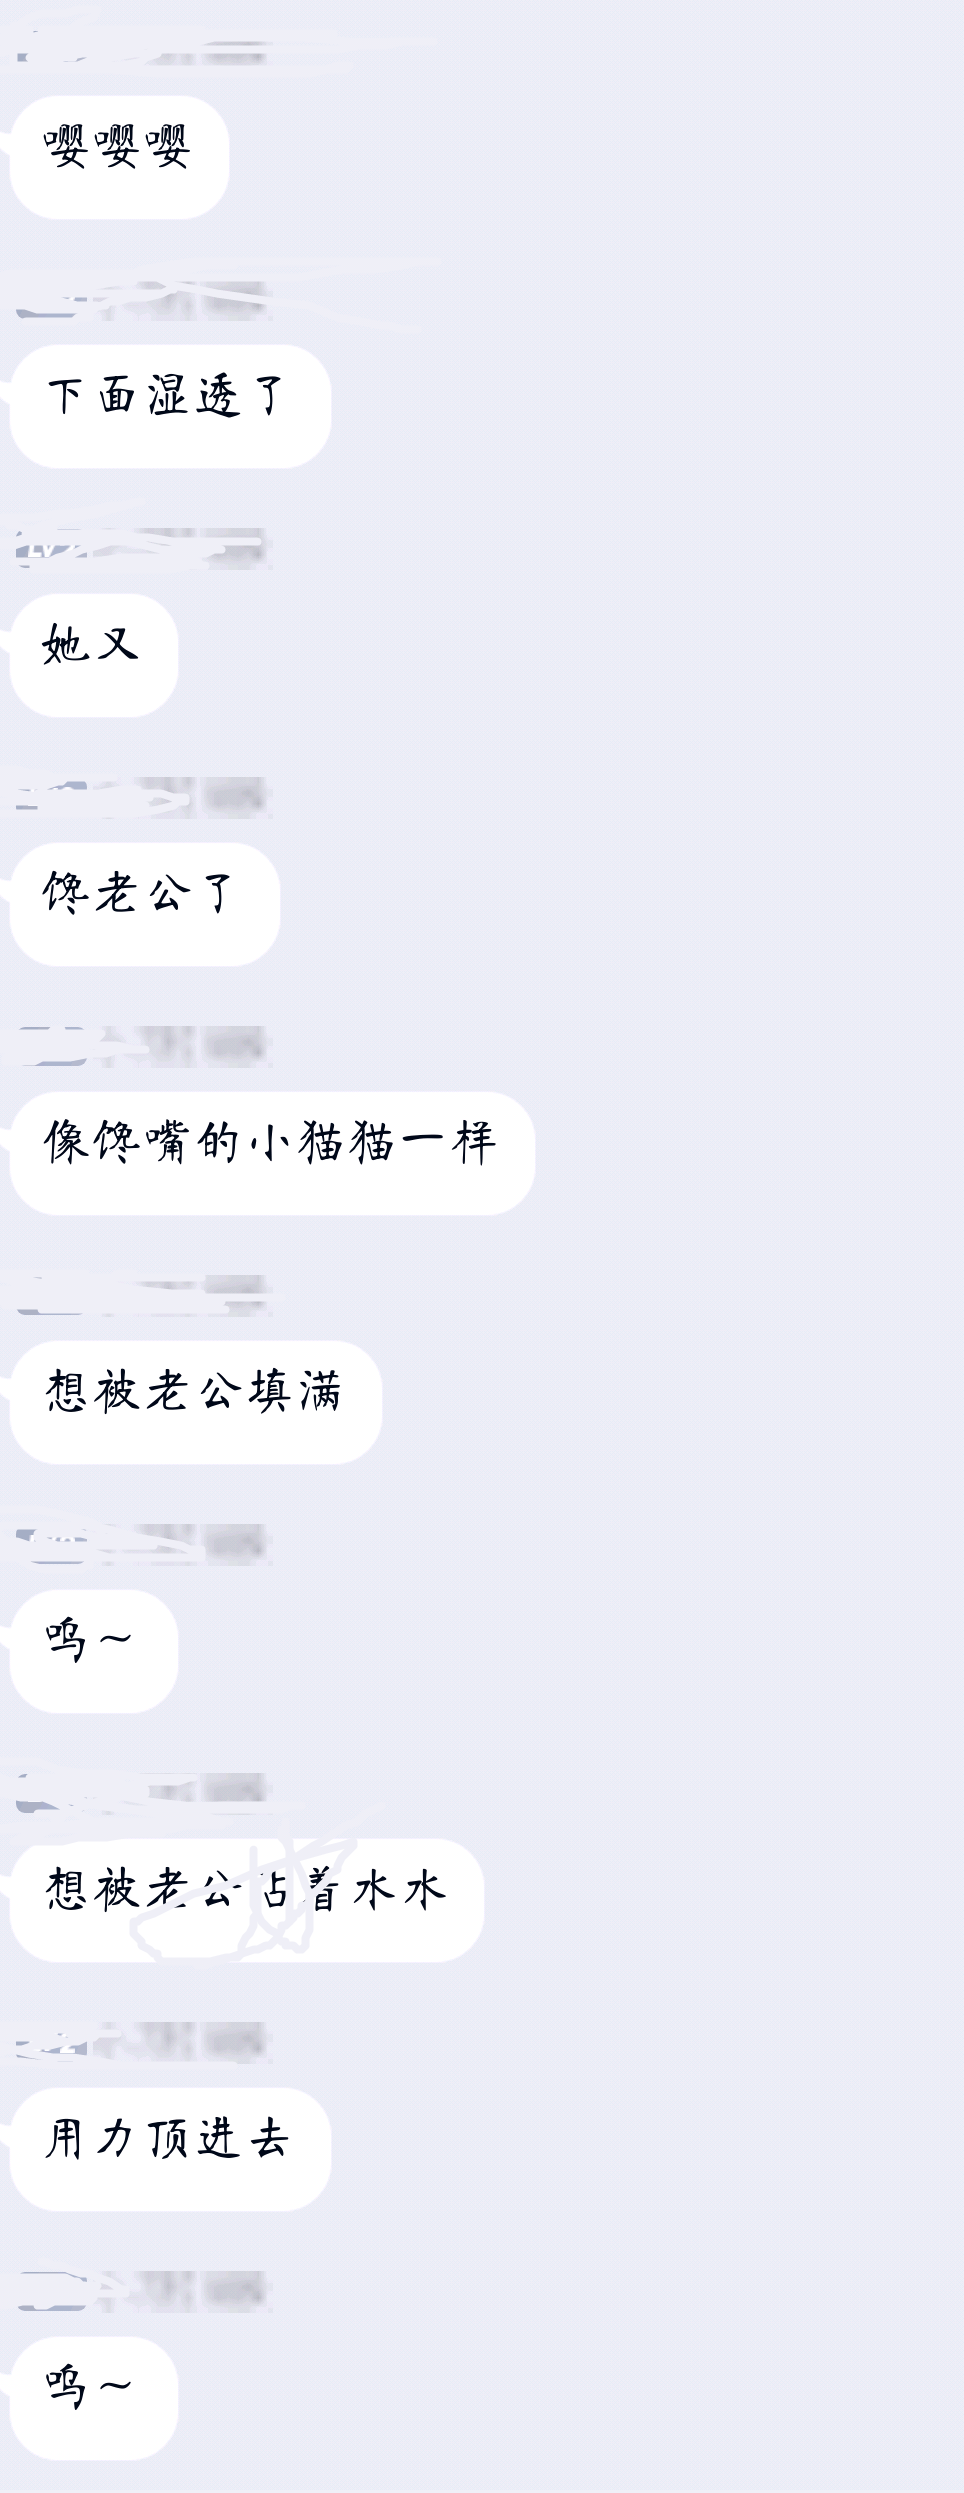 嘤嘤嘤
下面湿透了
她又
馋老公了
像馋嘴的小猫猫一样
想被老公填满
呜~
想被老公 着水水
用力顶进去
呜~